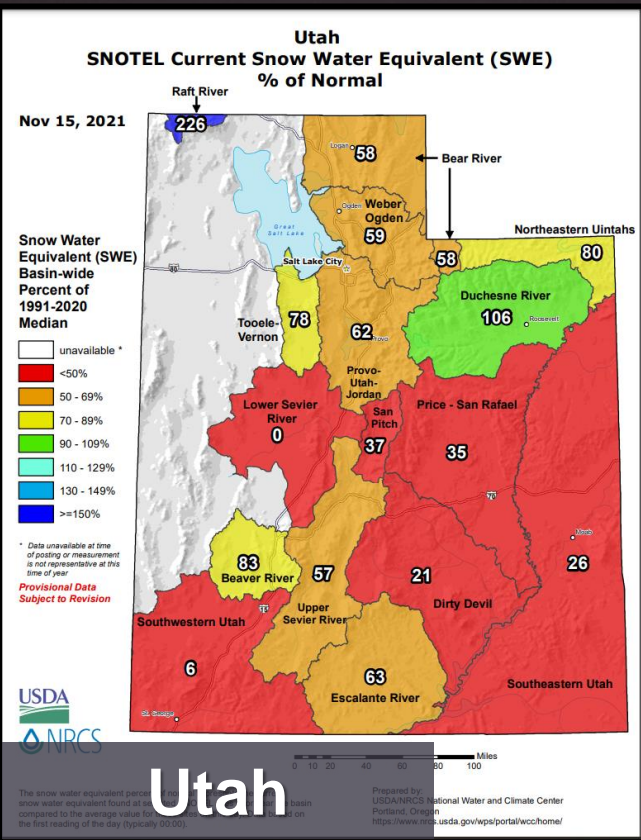 Utah
SNOTEL Current Snow Water Equivalent (SWE)
% of Normal
Raft River
Nov 15, 2021
226
Logan
58
Bear River
Ogden
Weber
Ogden
59
Northeastern Uintahs
80
Great
Salt Lake
Salt Lake City
58
Snow Water
Equivalent (SWE)
Basin-wide
Percent of
1991-2020
Median
unavailable *
<50%
50 - 69%
70 - 89%
90 - 109%
110 - 129%
130 - 149%
>=150%
* Data unavailable at time
of posting or measurement
is not representative at this
time of year
Provisional Data
Subject to Revision
80
Duchesne River
106
Roosevelt
Tooele-
Vernon
78
62
Provo
Provo-
Utah-
Jordan
Lower Sevier
River
0
San
Pitch
37
Price - San Rafael
35
70
Moab
26
83
Beaver River
57
Upper
Sevier River
21
Dirty Devil
15
Southwestern Utah
6
St. George
63
Escalante River
Southeastern Utah
USDA
NRCS
Miles
0 10 20 40 60 80 100
Utah
The snow water equivalent percent
snow water equivalent found at
basin
compared to the average value for
on
the first reading of the day (typically 00:00).
Prepared by:
USDA/NRCS National Water and Climate Center
Portland, Oregon
https://www.nrcs.usda.gov/wps/portal/wcc/home/